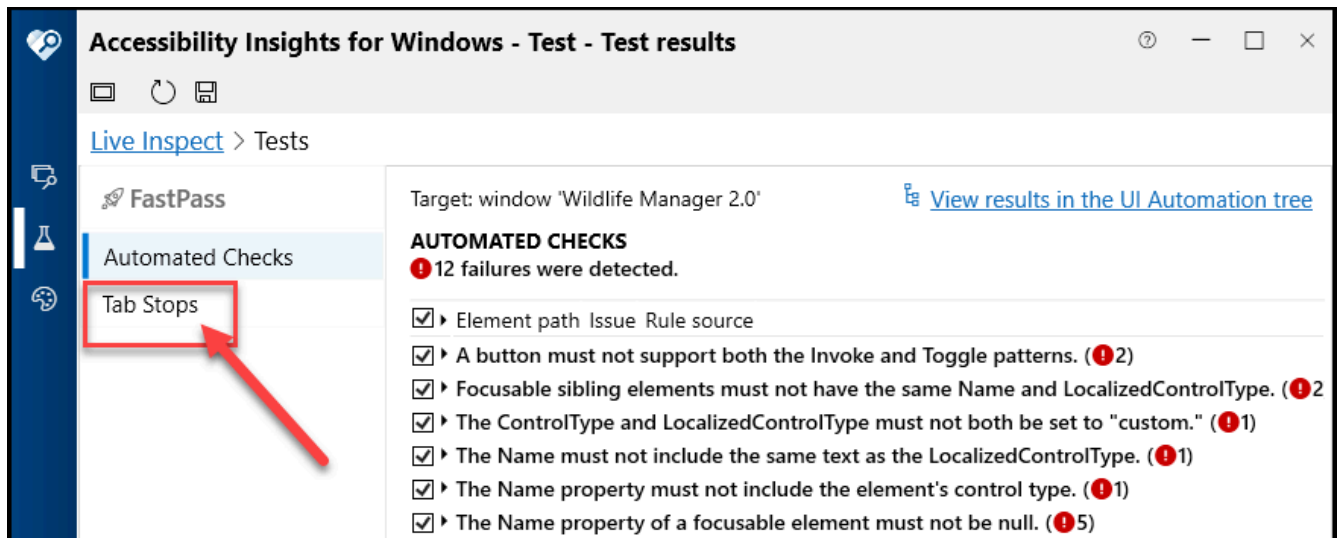 Accessibility Insights for Windows - Test - Test results
Live Inspect > Tests
FastPass
Automated Checks
Tab Stops
Target: window 'Wildlife Manager 2.0'
View results in the UI Automation tree
AUTOMATED CHECKS
12 failures were detected.
Element path Issue Rule source
A button must not support both the Invoke and Toggle patterns. (2)
Focusable sibling elements must not have the same Name and LocalizedControlType. (2
The ControlType and LocalizedControlType must not both be set to "custom." (1)
The Name must not include the same text as the LocalizedControlType. (1)
The Name property must not include the element's control type. (1)
The Name property of a focusable element must not be null. (5)